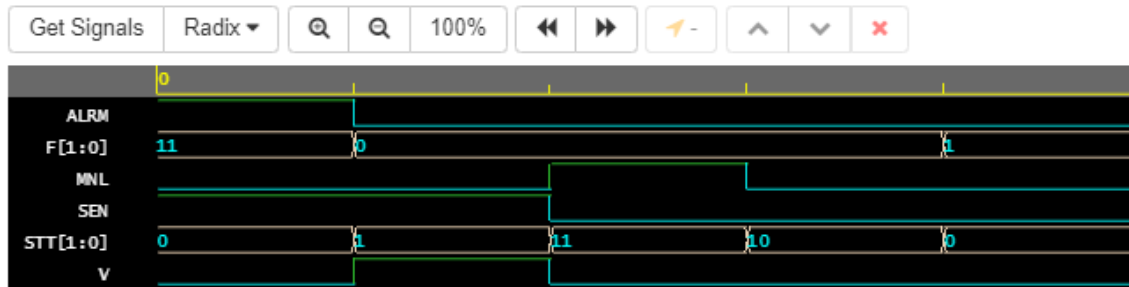 Get Signals Radix 100% -
0
ALRM
F[1:0] 11 0 1
MNL
SEN
STT[1:0] 0 1 11 10 0
V